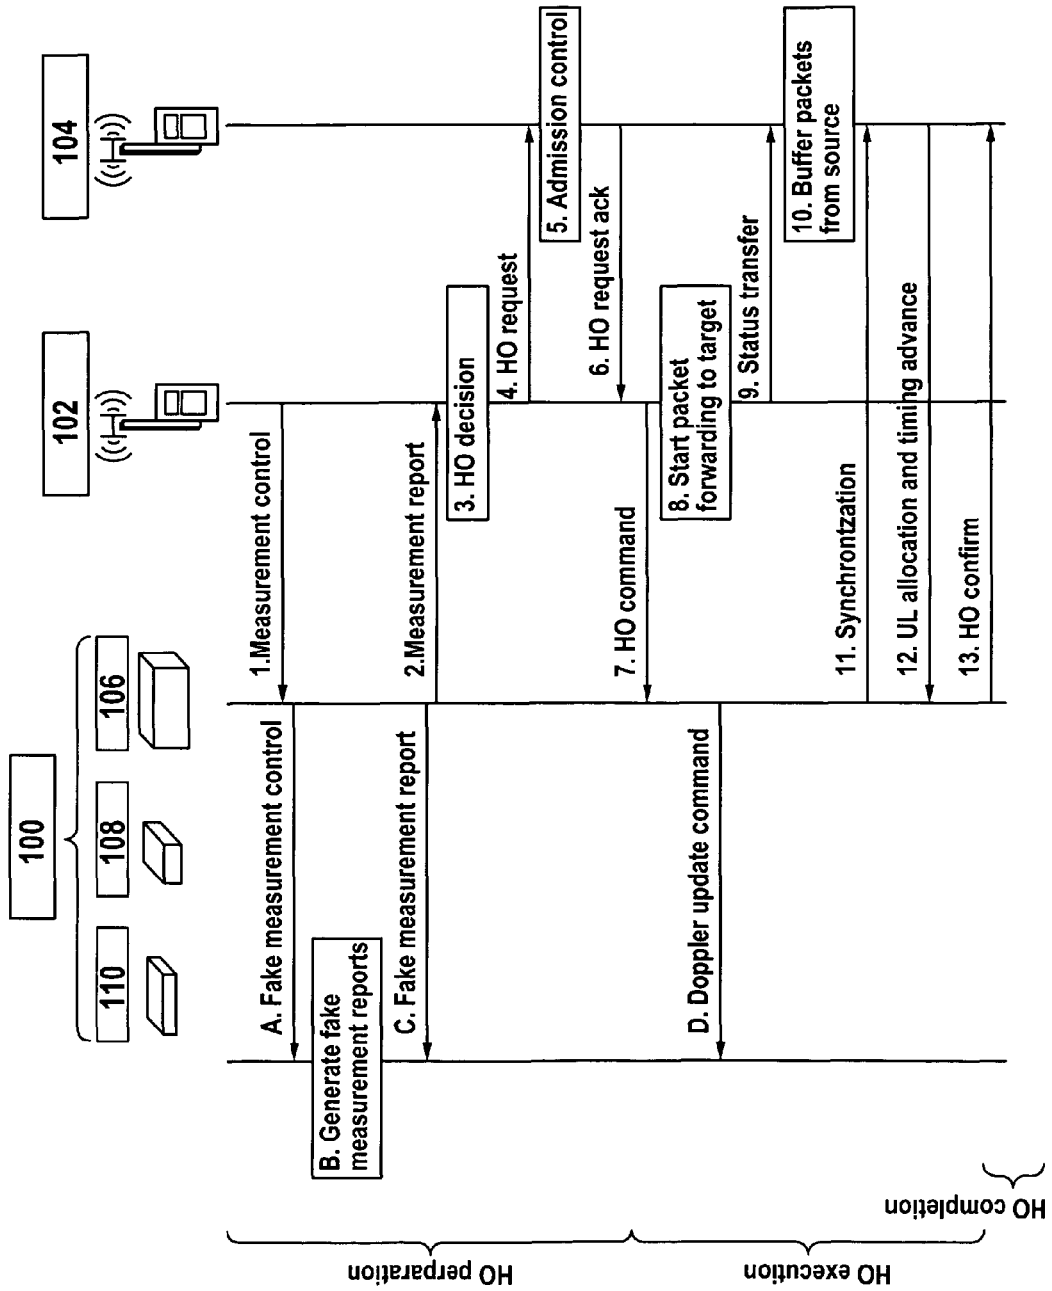 100
110
108
106
102
104
1.Measurement control
A. Fake measurement control
B. Generate fake
measurement reports
C. Fake measurement report
2.Measurement report
3. HO decision
4. HO request
5. Admission control
6. HO request ack
7. HO command
8. Start packet
forwarding to target
D. Doppler update command
9. Status transfer
10. Buffer packets
from source
11. Synchrontzation
12. UL allocation and timing advance
13. HO confirm
HO perparation
HO execution
HO completion